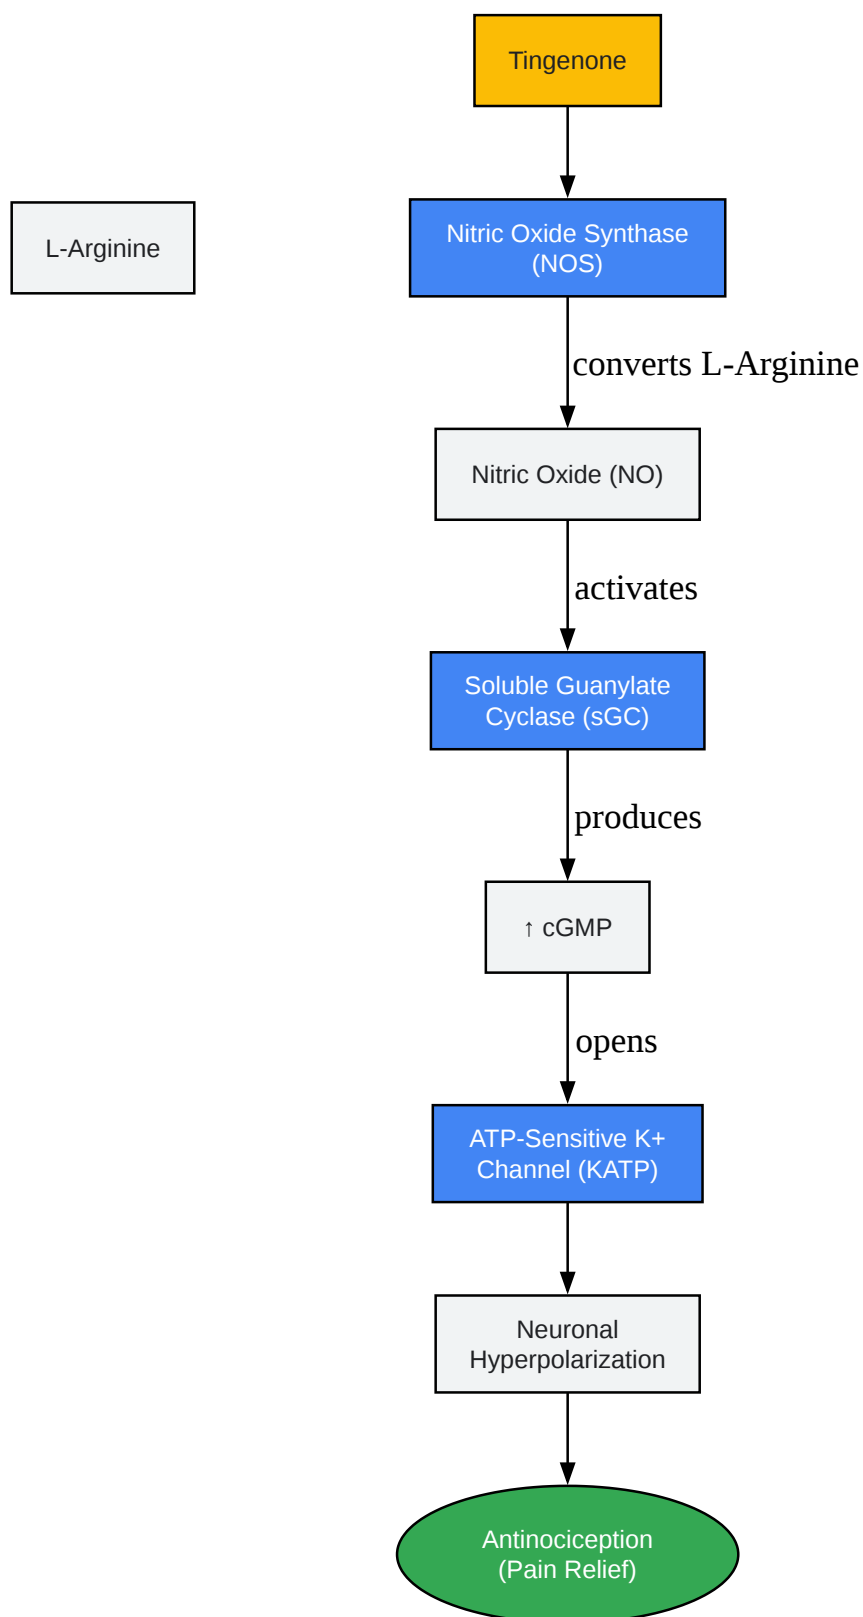 Tingenone
L-Arginine
Nitric Oxide Synthase
(NOS)
converts L-Arginine
Nitric Oxide (NO)
activates
Soluble Guanylate
Cyclase (sGC)
produces
↑ cGMP
opens
ATP-Sensitive K+
Channel (KATP)
Neuronal
Hyperpolarization
Antinociception
(Pain Relief)